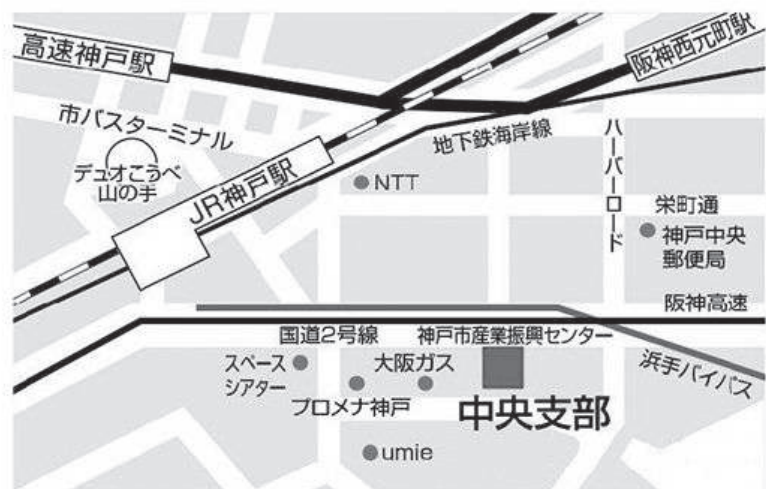 高速神戸駅
阪神西元町駅
市バスターミナル
デュオこうべ
山の手
JR神戸駅
地下鉄海岸線
ハーバーロード
NTT
栄町通
神戸中央
郵便局
阪神高速
国道2号線
神戸市産業振興センター
スペース
シアター
大阪ガス
浜手バイパス
プロメナ神戸
中央支部
umie